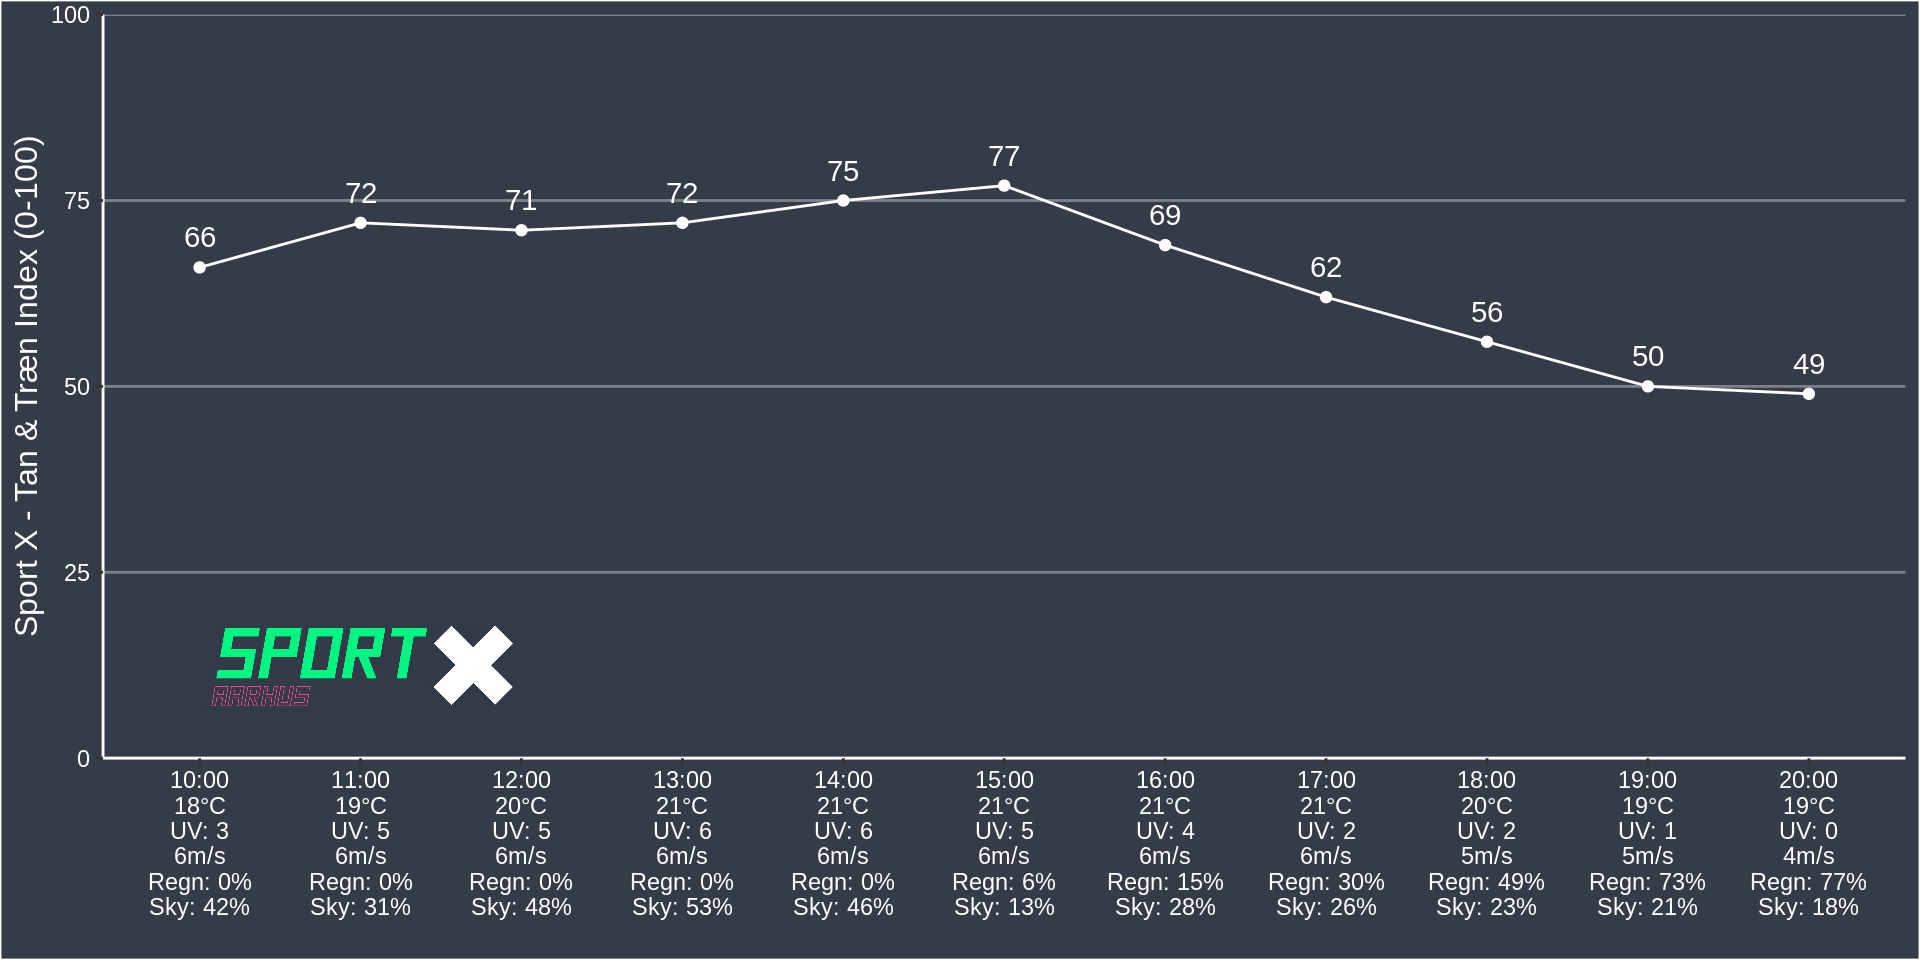 Sport X - Tan & Træn Index (0-100)
100
75
50
25
0
66
72
71
72
75
77
69
62
56
50
49
SPORT X
AARHUS
10:00 11:00 12:00 13:00 14:00 15:00 16:00 17:00 18:00 19:00 20:00
18°C 19°C 20°C 21°C 21°C 21°C 21°C 21°C 20°C 19°C 19°C
UV: 3 UV: 5 UV: 5 UV: 6 UV: 6 UV: 5 UV: 4 UV: 2 UV: 2 UV: 1 UV: 0
6m/s 6m/s 6m/s 6m/s 6m/s 6m/s 6m/s 6m/s 5m/s 5m/s 4m/s
Regn: 0% Regn: 0% Regn: 0% Regn: 0% Regn: 0% Regn: 6% Regn: 15% Regn: 30% Regn: 49% Regn: 73% Regn: 77%
Sky: 42% Sky: 31% Sky: 48% Sky: 53% Sky: 46% Sky: 13% Sky: 28% Sky: 26% Sky: 23% Sky: 21% Sky: 18%